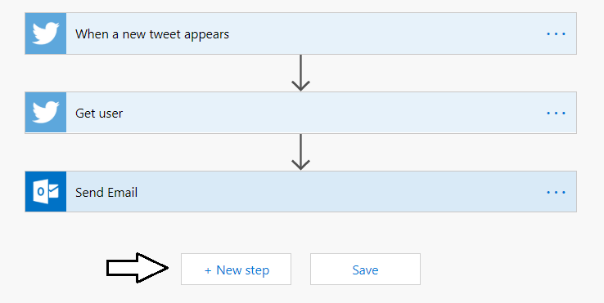 When a new tweet appears
Get user
Send Email
+ New step Save